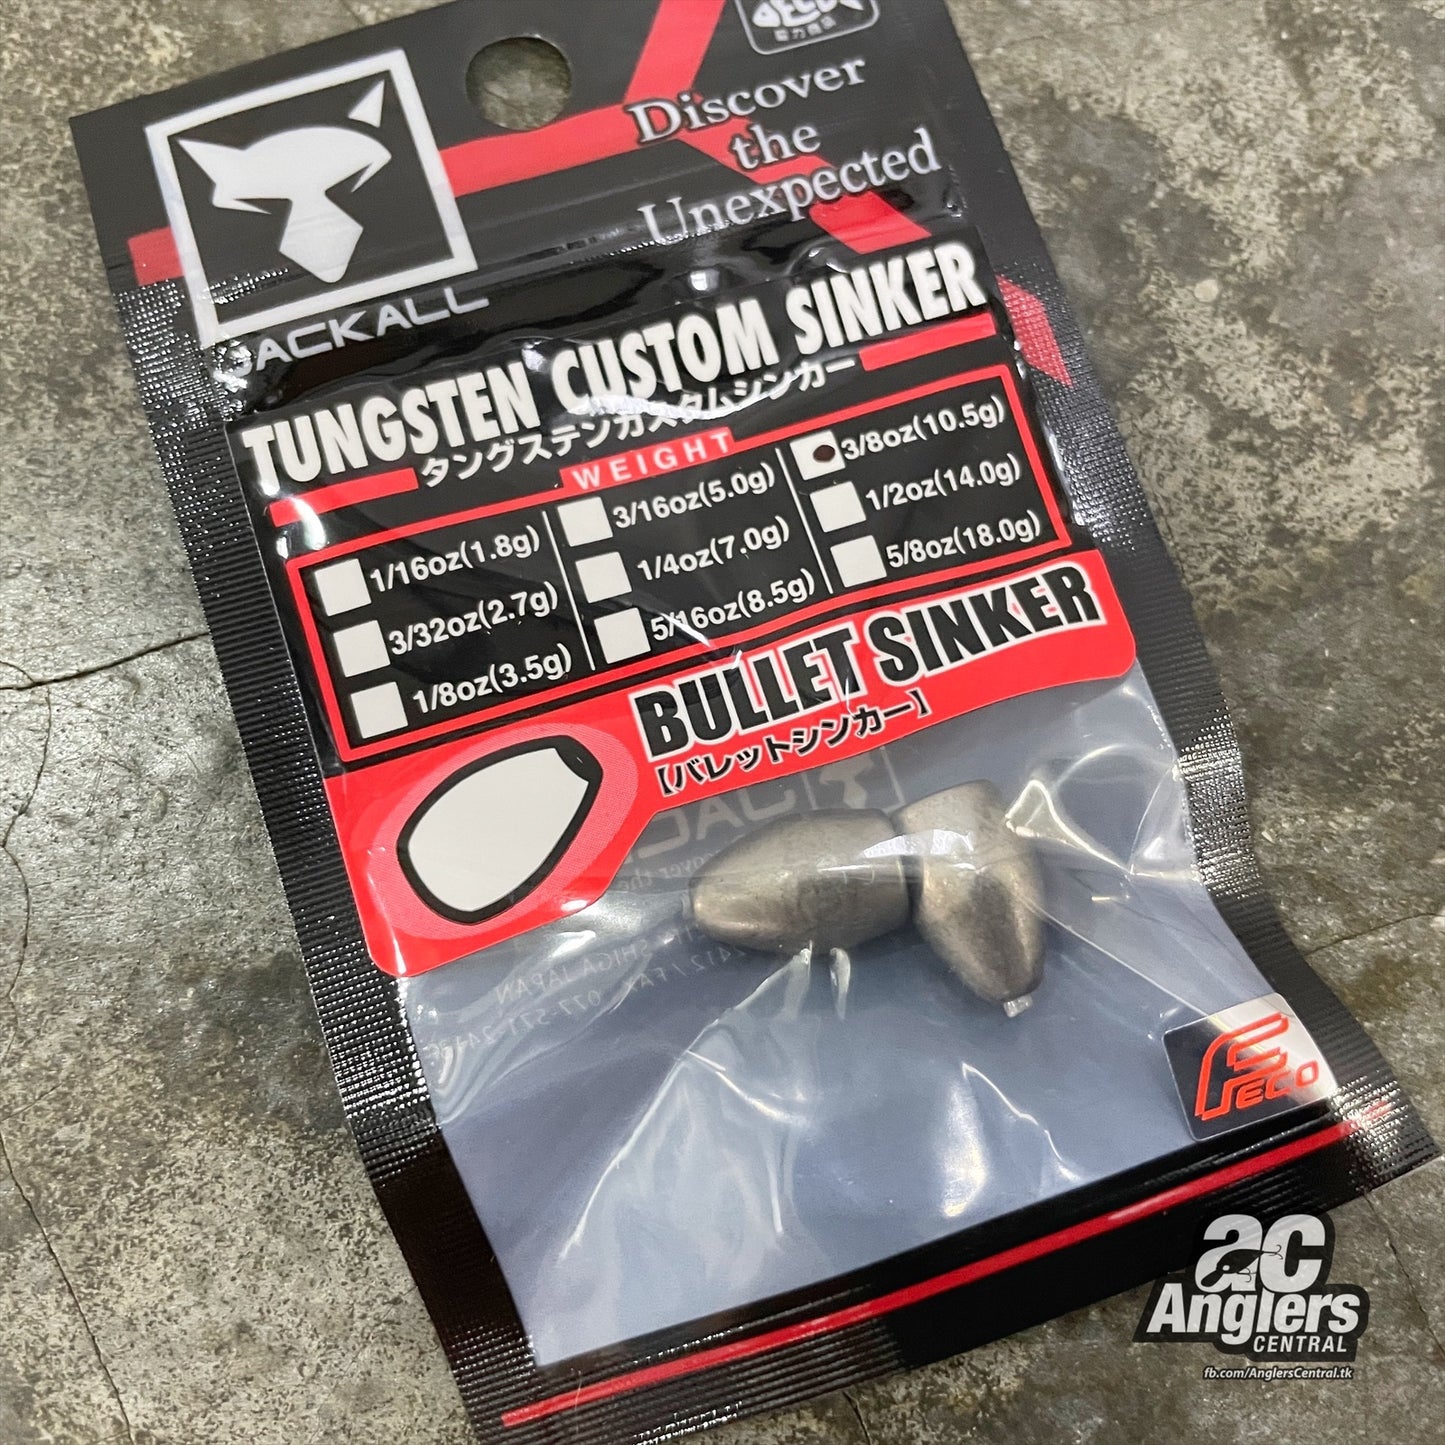 Discover
the
Unexpected
JACKALL
TUNGSTEN CUSTOM SINKER
タングステンカスタムシンカー
WEIGHT
1/16oz(1.8g)
3/32oz(2.7g)
1/8oz(3.5g)
3/16oz(5.0g)
1/4oz(7.0g)
5/16oz(8.5g)
3/8oz(10.5g)
1/2oz(14.0g)
5/8oz(18.0g)
BULLET SINKER
【バレットシンカー】
SHIGA JAPAN
FECO
ac
Anglers
CENTRAL
fb.com/AnglersCentral.tk